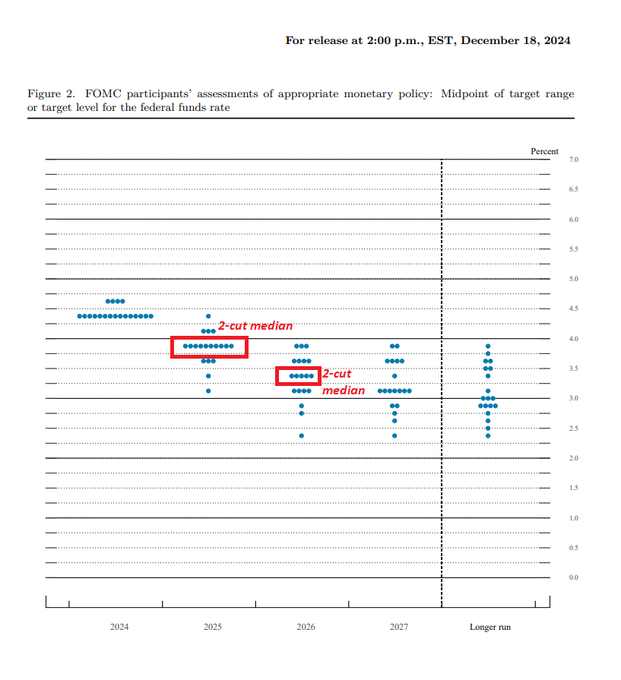 For release at 2:00 p.m., EST, December 18, 2024
Figure 2. FOMC participants' assessments of appropriate monetary policy: Midpoint of target range
or target level for the federal funds rate
Percent
7.0
6.5
6.0
5.5
5.0
4.5
2-cut median
4.0
3.5
2-cut
median
3.0
2.5
2.0
1.5
1.0
0.5
0.0
2024 2025 2026 2027 Longer run